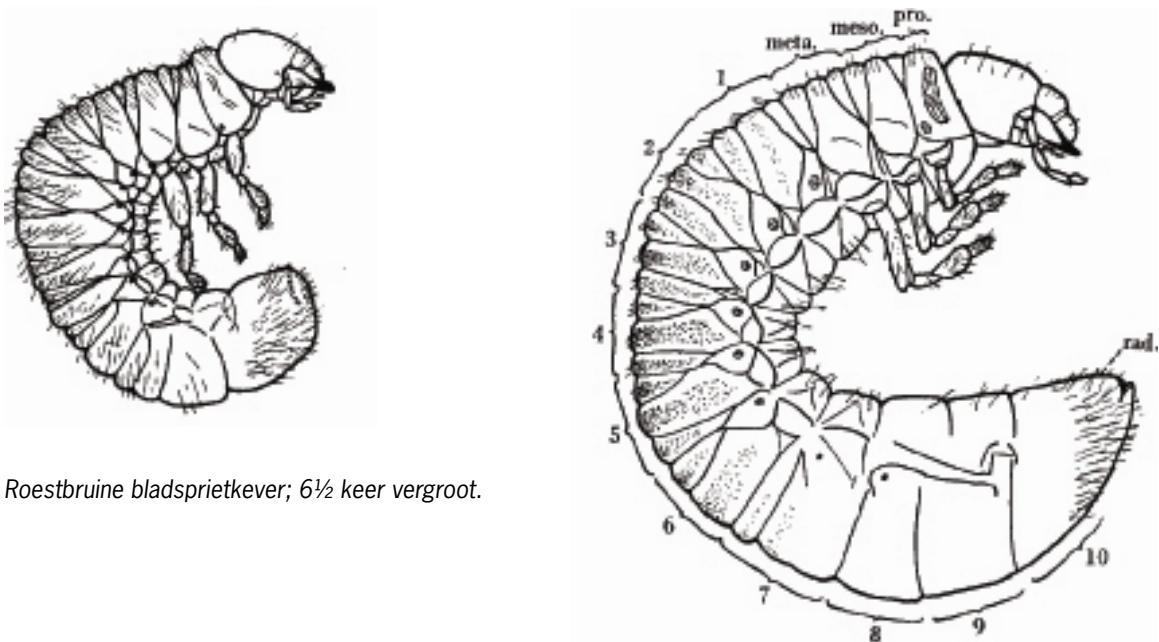 pro.
meso.
meta.
1
2
3
4
5
6
7
8
9
10
rad.
Roestbruine bladsprietkever; 6½ keer vergroot.